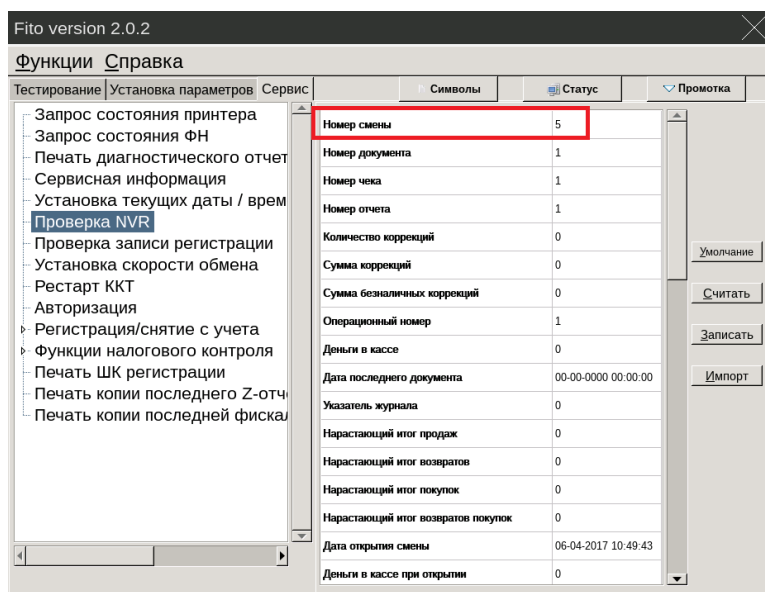 Fito version 2.0.2
Функции Справка
Тестирование Установка параметров Сервис Символы Статус Промотка
Запрос состояния принтера
Запрос состояния ФН
Печать диагностического отчет
Сервисная информация
Установка текущих даты / врем
Проверка NVR
Проверка записи регистрации
Установка скорости обмена
Рестарт ККТ
Авторизация
Регистрация/снятие с учета
Функции налогового контроля
Печать ШК регистрации
Печать копии последнего Z-отч
Печать копии последней фиска
Номер смены 5
Номер документа 1
Номер чека 1
Номер отчета 1
Количество коррекций 0
Сумма коррекций 0
Сумма безналичных коррекций 0
Операционный номер 1
Деньги в кассе 0
Дата последнего документа 00-00-0000 00:00:00
Указатель журнала 0
Нарастающий итог продаж 0
Нарастающий итог возвратов 0
Нарастающий итог покупок 0
Нарастающий итог возвратов покупок 0
Дата открытия смены 06-04-2017 10:49:43
Деньги в кассе при открытии 0
Умолчание
Считать
Записать
Импорт